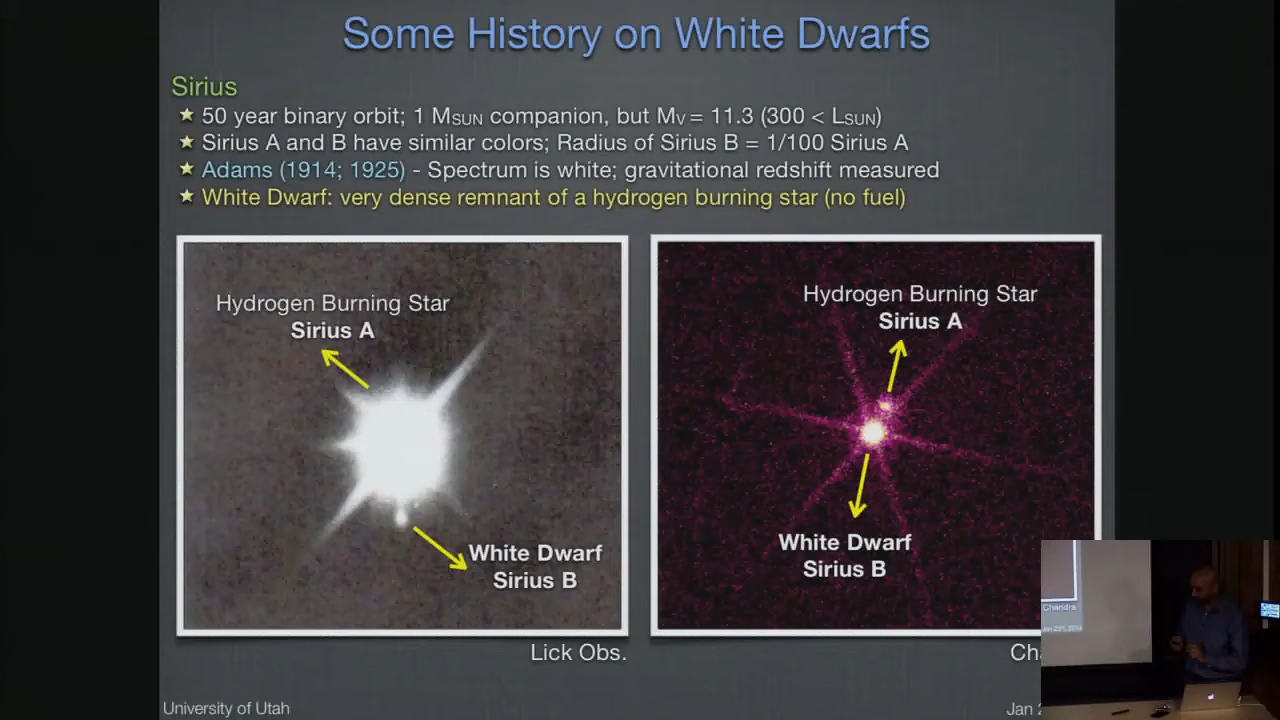 Some History on White Dwarfs
Sirius
★ 50 year binary orbit; 1 MSUN companion, but MV = 11.3 (300 < LSUN)
★ Sirius A and B have similar colors; Radius of Sirius B = 1/100 Sirius A
★ Adams (1914; 1925) - Spectrum is white; gravitational redshift measured
★ White Dwarf: very dense remnant of a hydrogen burning star (no fuel)
Hydrogen Burning Star
Sirius A
White Dwarf
Sirius B
Lick Obs.
Hydrogen Burning Star
Sirius A
White Dwarf
Sirius B
Cha
University of Utah
Jan 2
Chandra